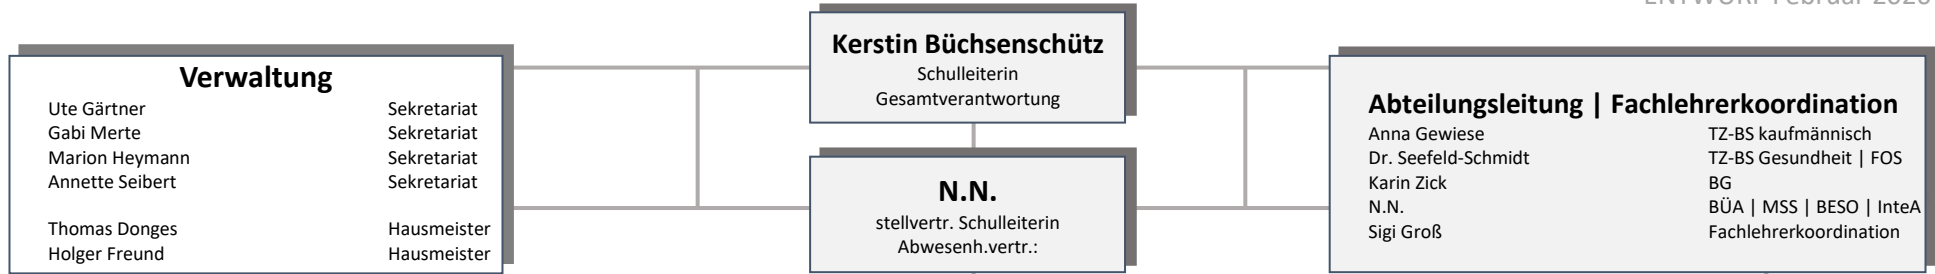 Verwaltung
Ute Gärtner Sekretariat
Gabi Merte Sekretariat
Marion Heymann Sekretariat
Annette Seibert Sekretariat
Thomas Donges Hausmeister
Holger Freund Hausmeister
Kerstin Büchsenschütz
Schulleiterin
Gesamtverantwortung
N.N.
stellvertr. Schulleiterin
Abwesenh.vertr.:
Abteilungsleitung | Fachlehrerkoordination
Anna Gewiese TZ-BS kaufmännisch
Dr. Seefeld-Schmidt TZ-BS Gesundheit | FOS
Karin Zick BG
N.N. BÜA | MSS | BESO | InteA
Sigi Groß Fachlehrerkoordination